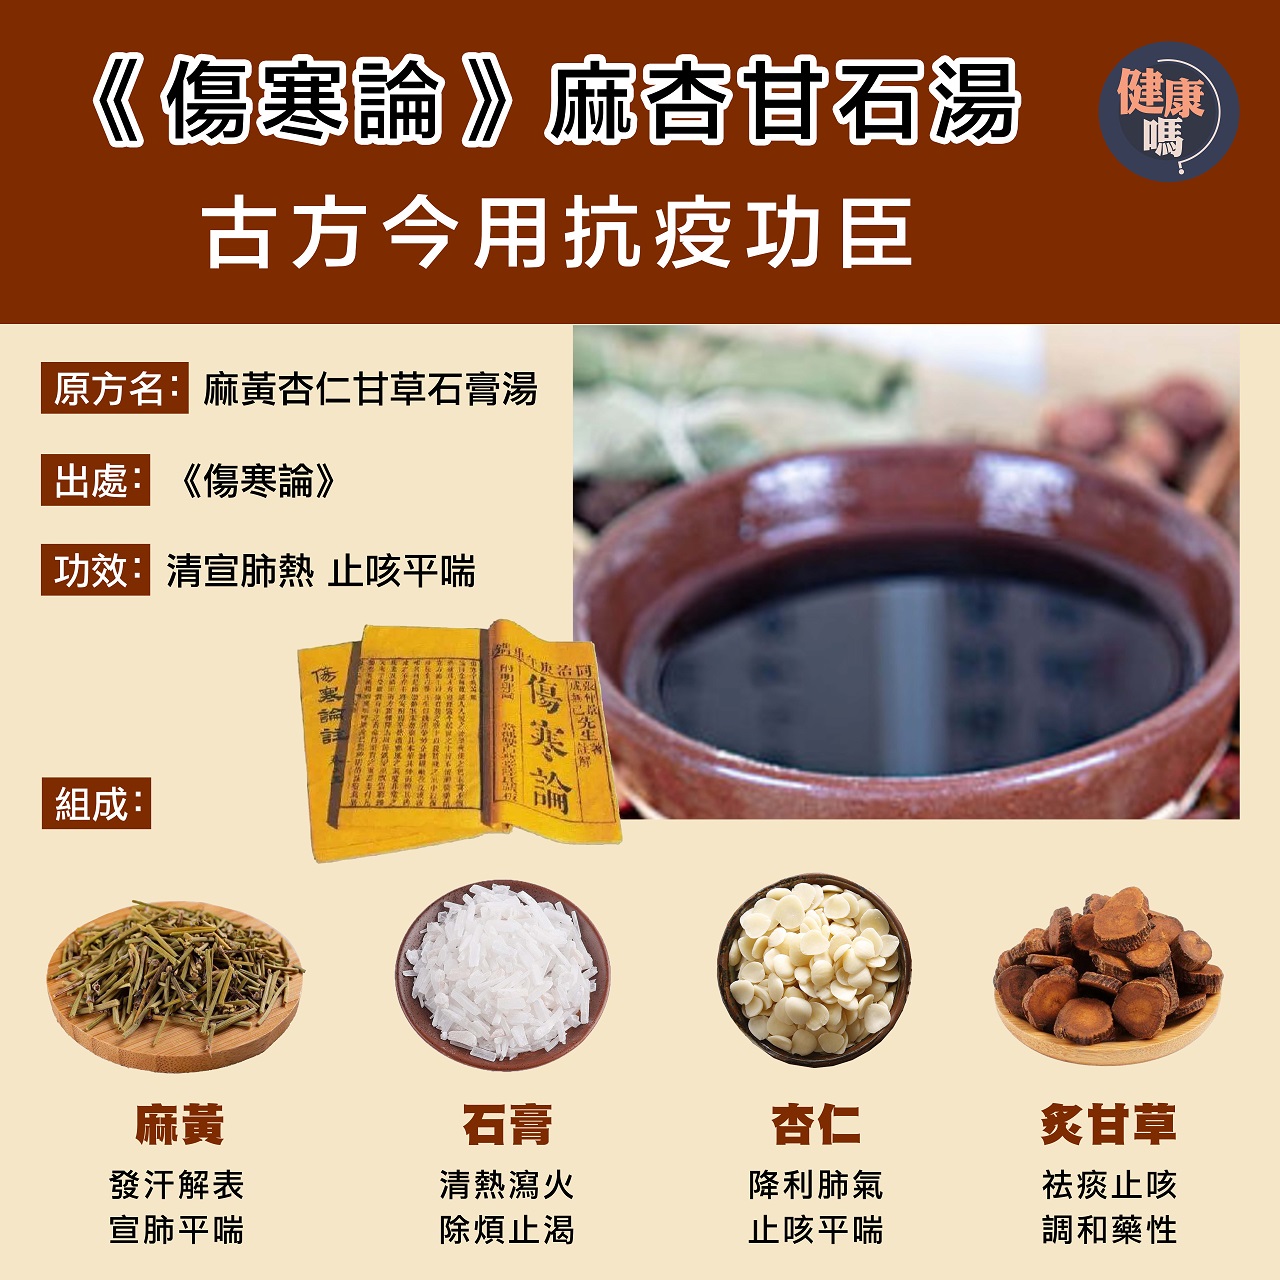 《傷寒論》麻杏甘石湯
健康
嗎
古方今用抗疫功臣
原方名：麻黃杏仁甘草石膏湯
出處：《傷寒論》
功效：清宣肺熱 止咳平喘
傷寒論註
傷寒論
組成：
麻黃
發汗解表
宣肺平喘
石膏
清熱瀉火
除煩止渴
杏仁
降利肺氣
止咳平喘
炙甘草
祛痰止咳
調和藥性